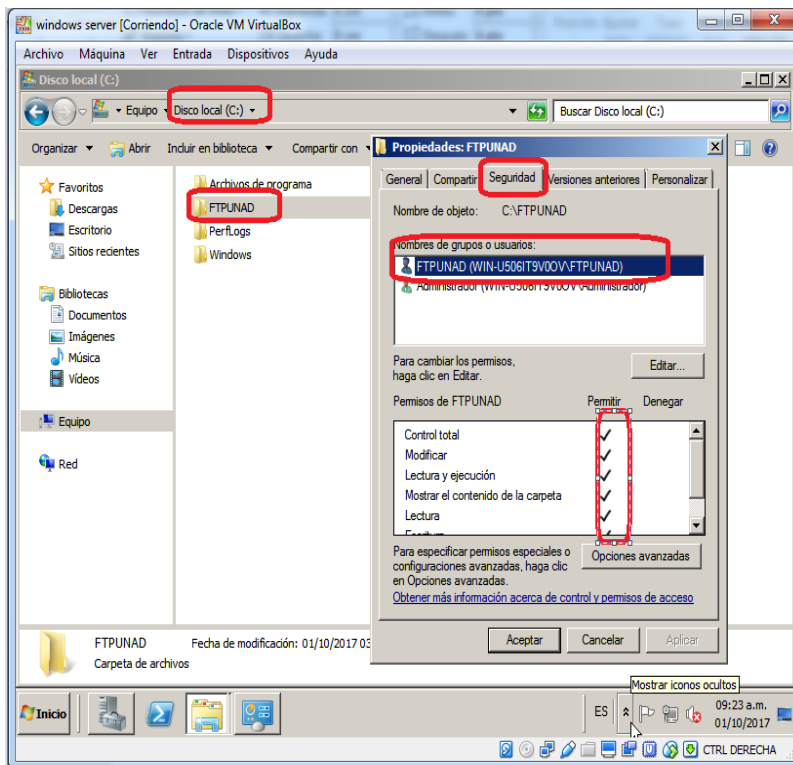 windows server [Corriendo] - Oracle VM VirtualBox
Archivo Máquina Ver Entrada Dispositivos Ayuda
Disco local (C:)
Equipo Disco local (C:) Buscar Disco local (C:)
Organizar Abrir Incluir en biblioteca Compartir con
Favoritos
Descargas
Escritorio
Sitios recientes
Bibliotecas
Documentos
Imágenes
Música
Vídeos
Equipo
Red
Archivos de programa
FTPUNAD
PerfLogs
Windows
Propiedades: FTPUNAD
General Compartir Seguridad Versiones anteriores Personalizar
Nombre de objeto: C:\FTPUNAD
Nombres de grupos o usuarios:
FTPUNAD (WIN-U506IT9V0OV\FTPUNAD)
Administrador (WIN-U506IT9V0OV\Administrador)
Para cambiar los permisos,
haga clic en Editar.
Editar...
Permisos de FTPUNAD Permitir Denegar
Control total
Modificar
Lectura y ejecución
Mostrar el contenido de la carpeta
Lectura
Escritura
Para especificar permisos especiales o
configuraciones avanzadas, haga clic
en Opciones avanzadas.
Opciones avanzadas
Obtener más información acerca de control y permisos de acceso
Aceptar Cancelar Aplicar
FTPUNAD Fecha de modificación: 01/10/2017 03
Carpeta de archivos
Mostrar iconos ocultos
Inicio ES 09:23 a.m.
01/10/2017
CTRL DERECHA